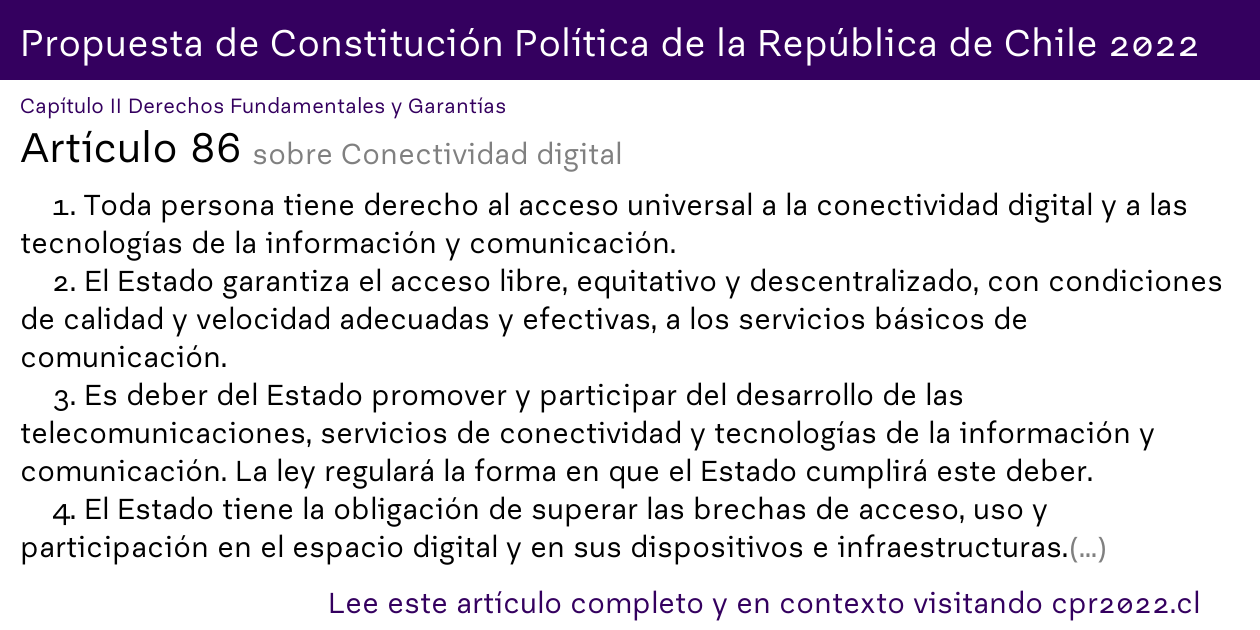 Propuesta de Constitución Política de la República de Chile 2022
Capítulo II Derechos Fundamentales y Garantías
Artículo 86 sobre Conectividad digital
1. Toda persona tiene derecho al acceso universal a la conectividad digital y a las
tecnologías de la información y comunicación.
2. El Estado garantiza el acceso libre, equitativo y descentralizado, con condiciones
de calidad y velocidad adecuadas y efectivas, a los servicios básicos de
comunicación.
3. Es deber del Estado promover y participar del desarrollo de las
telecomunicaciones, servicios de conectividad y tecnologías de la información y
comunicación. La ley regulará la forma en que el Estado cumplirá este deber.
4. El Estado tiene la obligación de superar las brechas de acceso, uso y
participación en el espacio digital y en sus dispositivos e infraestructuras.(...)
Lee este artículo completo y en contexto visitando cpr2022.cl